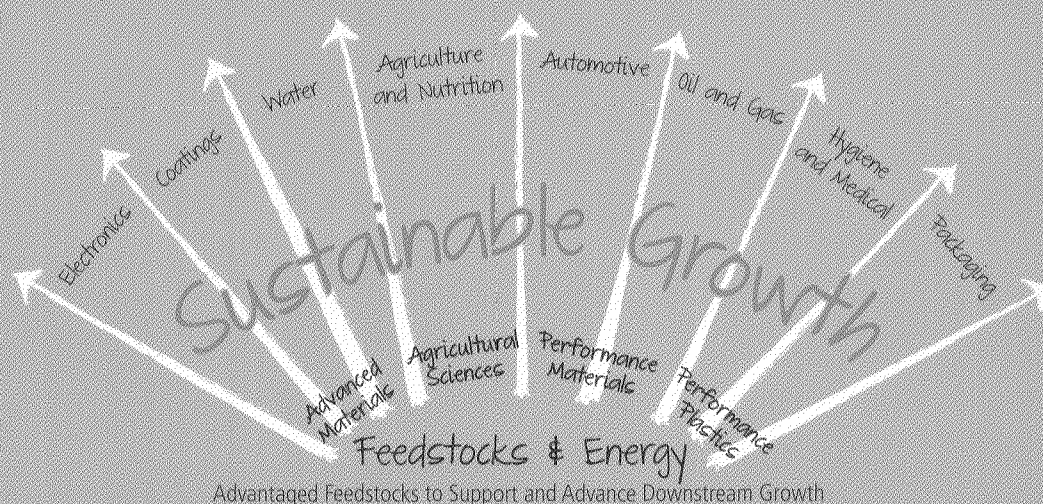 Electronics
Coatings
Water
Agriculture
and Nutrition
Automotive
Oil and Gas
Hygiene
and Medical
Packaging
Sustainable Growth
Advanced
Materials
Agricultural
Sciences
Performance
Materials
Performance
Plastics
Feedstocks & Energy
Advantaged Feedstocks to Support and Advance Downstream Growth